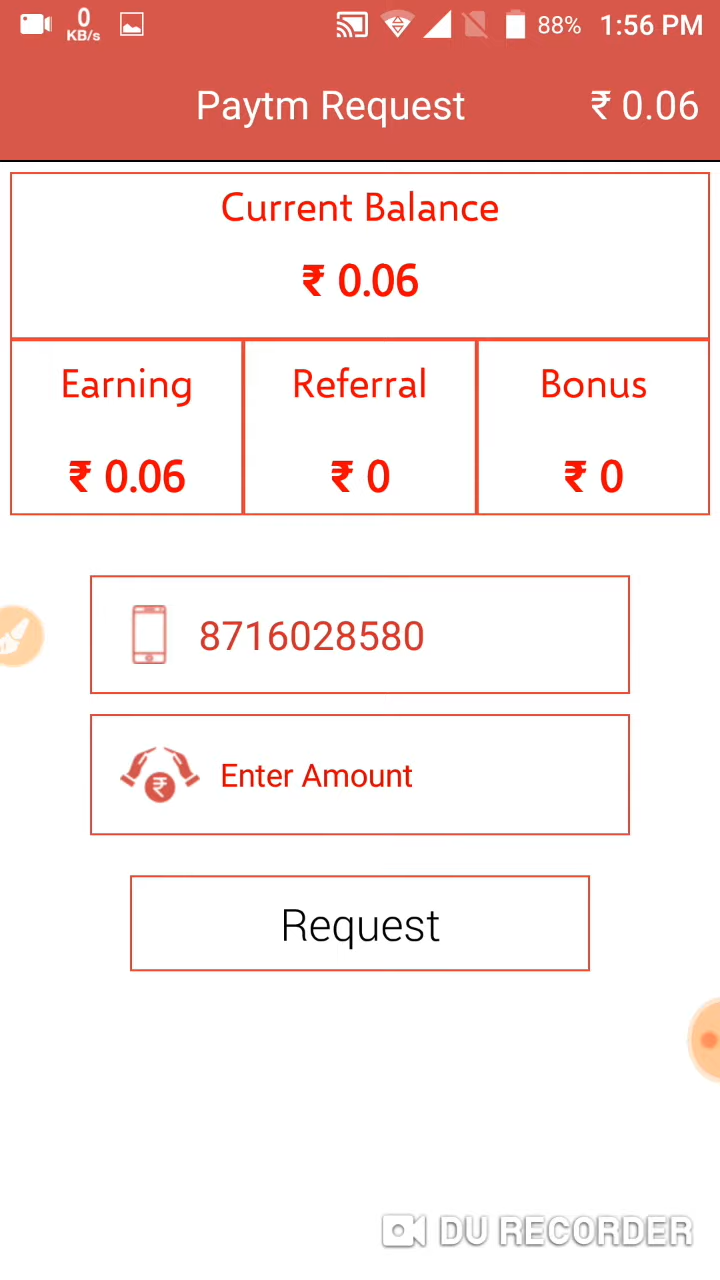 0
KB/s
88%
1:56 PM
Paytm Request
₹ 0.06
Current Balance
₹ 0.06
Earning
Referral
Bonus
₹ 0.06
₹ 0
₹ 0
8716028580
₹
Enter Amount
Request
DU RECORDER